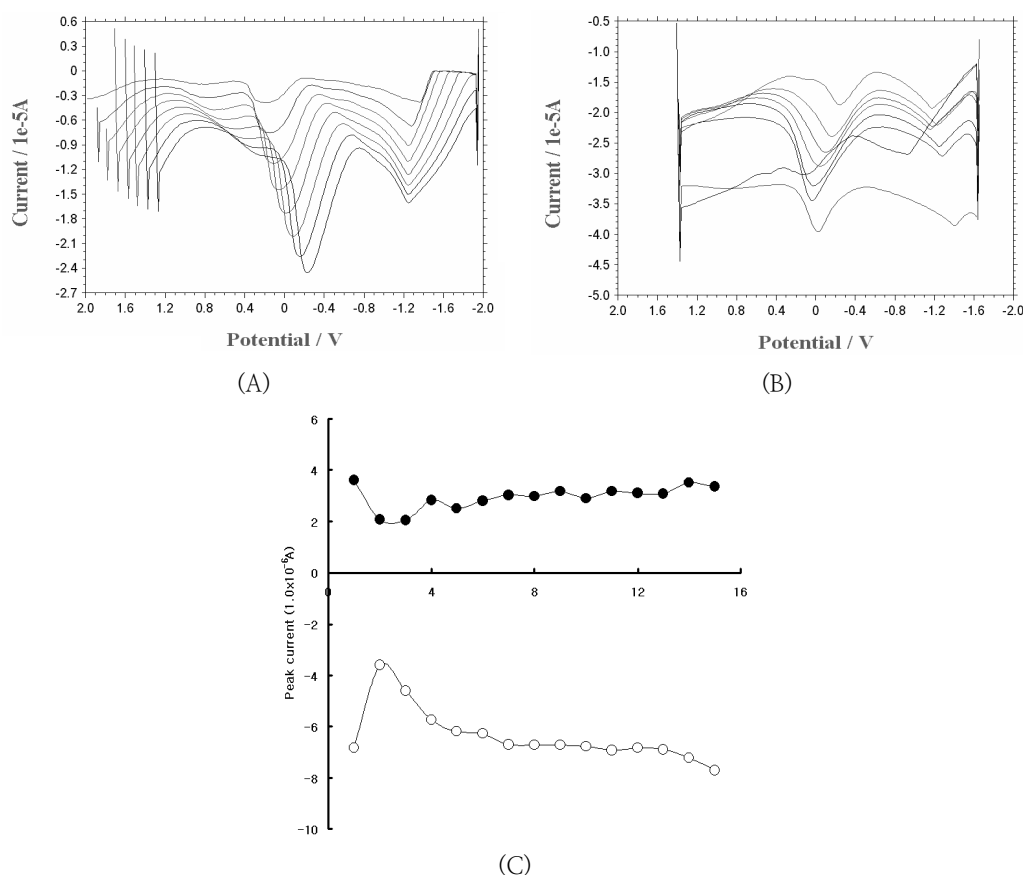 0.6
0.3
0
-0.3
-0.6
-0.9
-1.2
-1.5
-1.8
-2.1
-2.4
-2.7
2.0 1.6 1.2 0.8 0.4 0 -0.4 -0.8 -1.2 -1.6 -2.0
Current / 1e-5A
Potential / V
(A)
-0.5
-1.0
-1.5
-2.0
-2.5
-3.0
-3.5
-4.0
-4.5
-5.0
2.0 1.6 1.2 0.8 0.4 0 -0.4 -0.8 -1.2 -1.6 -2.0
Current / 1e-5A
Potential / V
(B)
6
4
2
0
-2
-4
-6
-8
-10
0 4 8 12 16
Peak current (1.0x10⁻⁶A)
(C)